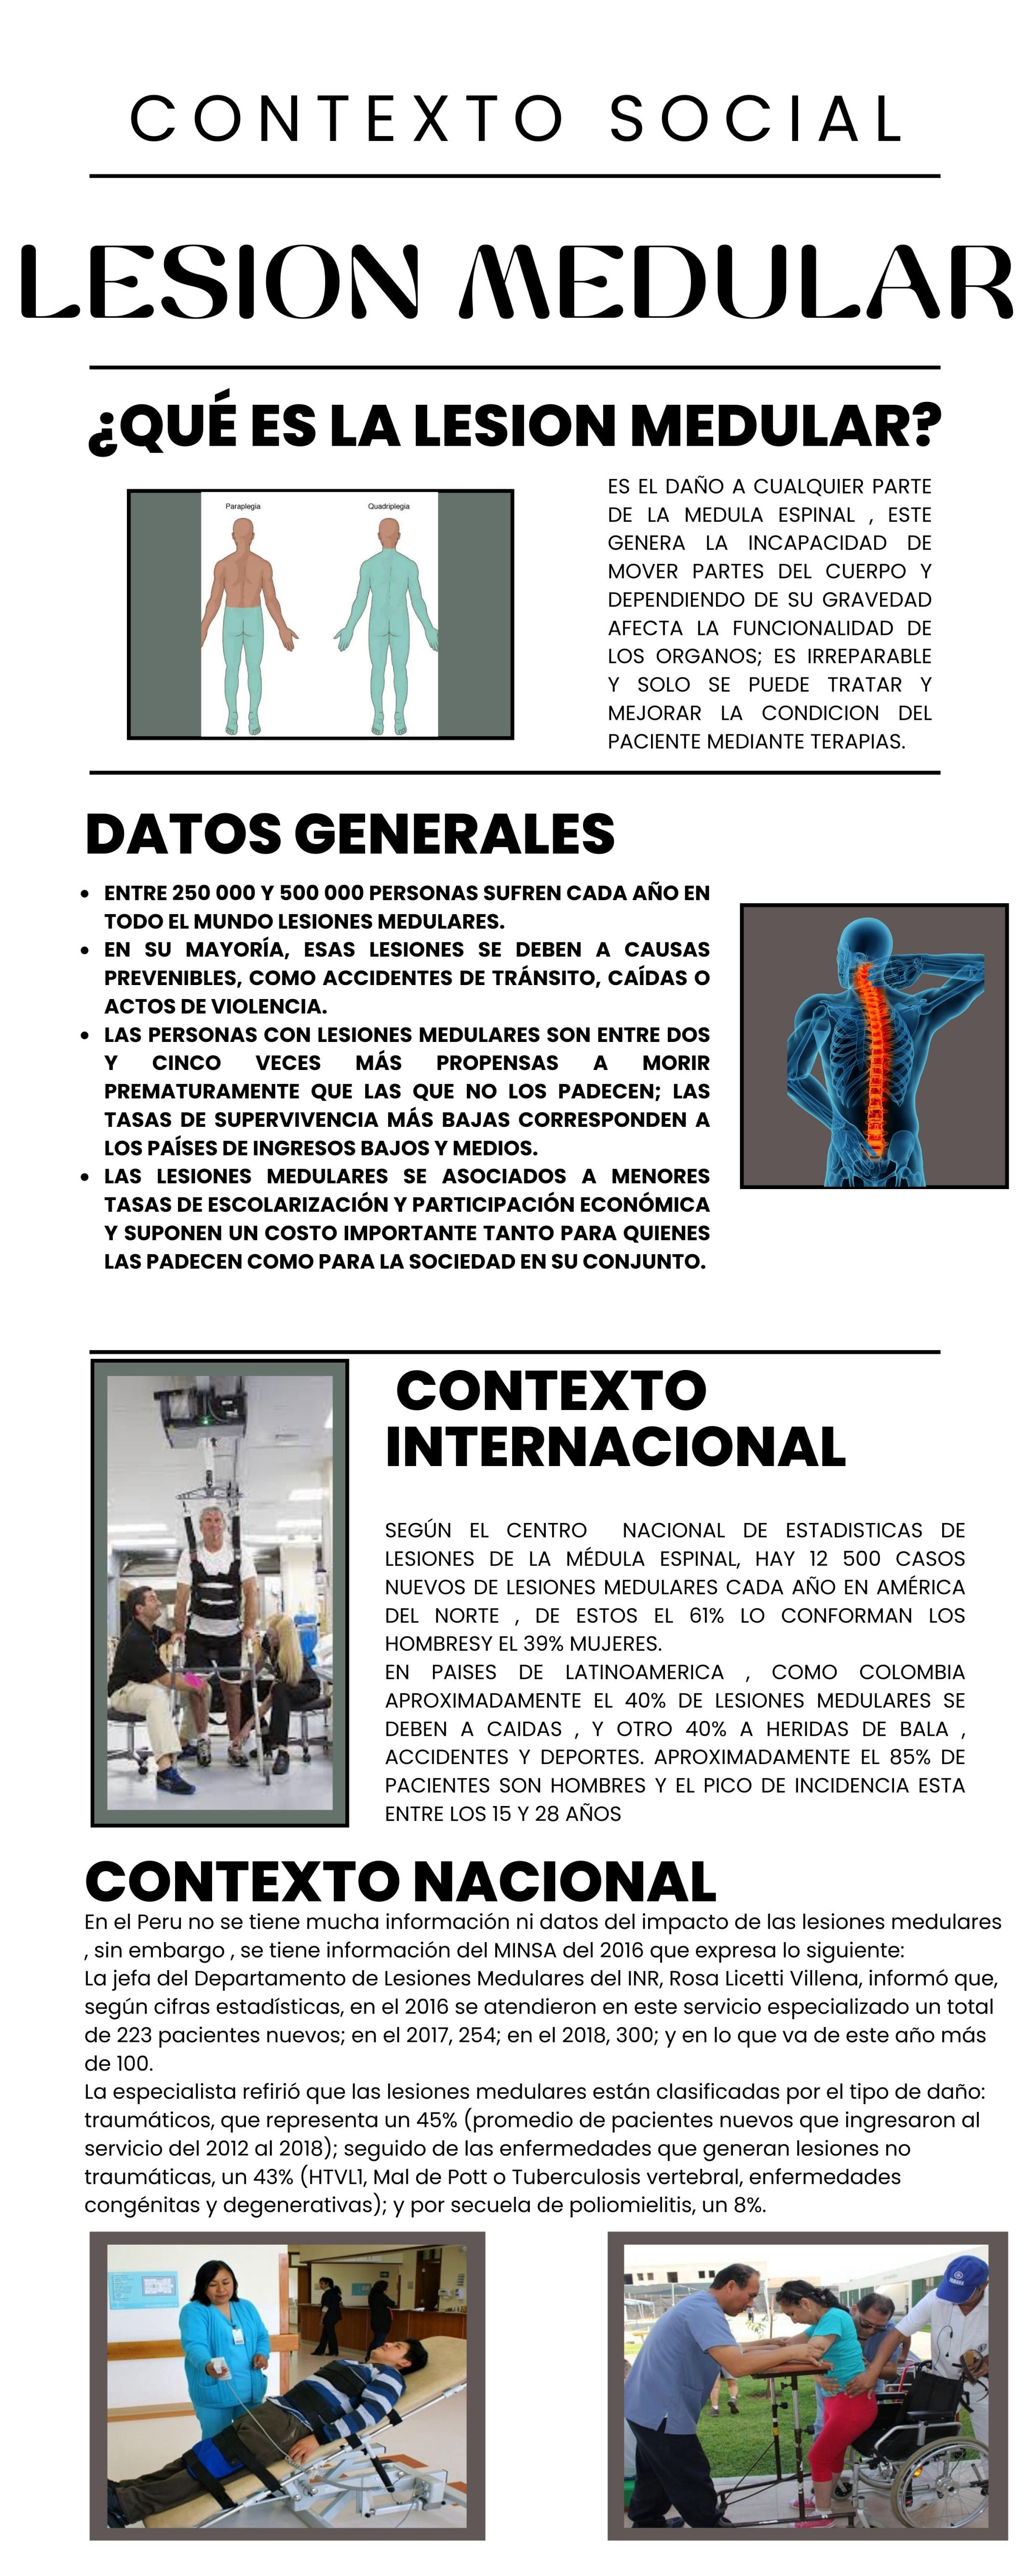 CONTEXTO SOCIAL
LESION MEDULAR
¿QUÉ ES LA LESION MEDULAR?
Paraplegia
Quadriplegia
ES EL DAÑO A CUALQUIER PARTE
DE LA MEDULA ESPINAL , ESTE
GENERA LA INCAPACIDAD DE
MOVER PARTES DEL CUERPO Y
DEPENDIENDO DE SU GRAVEDAD
AFECTA LA FUNCIONALIDAD DE
LOS ORGANOS; ES IRREPARABLE
Y SOLO SE PUEDE TRATAR Y
MEJORAR LA CONDICION DEL
PACIENTE MEDIANTE TERAPIAS.
DATOS GENERALES
• ENTRE 250 000 Y 500 000 PERSONAS SUFREN CADA AÑO EN
TODO EL MUNDO LESIONES MEDULARES.
• EN SU MAYORÍA, ESAS LESIONES SE DEBEN A CAUSAS
PREVENIBLES, COMO ACCIDENTES DE TRÁNSITO, CAÍDAS O
ACTOS DE VIOLENCIA.
• LAS PERSONAS CON LESIONES MEDULARES SON ENTRE DOS
Y CINCO VECES MÁS PROPENSAS A MORIR
PREMATURAMENTE QUE LAS QUE NO LOS PADECEN; LAS
TASAS DE SUPERVIVENCIA MÁS BAJAS CORRESPONDEN A
LOS PAÍSES DE INGRESOS BAJOS Y MEDIOS.
• LAS LESIONES MEDULARES SE ASOCIADOS A MENORES
TASAS DE ESCOLARIZACIÓN Y PARTICIPACIÓN ECONÓMICA
Y SUPONEN UN COSTO IMPORTANTE TANTO PARA QUIENES
LAS PADECEN COMO PARA LA SOCIEDAD EN SU CONJUNTO.
CONTEXTO
INTERNACIONAL
SEGÚN EL CENTRO NACIONAL DE ESTADISTICAS DE
LESIONES DE LA MÉDULA ESPINAL, HAY 12 500 CASOS
NUEVOS DE LESIONES MEDULARES CADA AÑO EN AMÉRICA
DEL NORTE , DE ESTOS EL 61% LO CONFORMAN LOS
HOMBRESY EL 39% MUJERES.
EN PAISES DE LATINOAMERICA , COMO COLOMBIA
APROXIMADAMENTE EL 40% DE LESIONES MEDULARES SE
DEBEN A CAIDAS , Y OTRO 40% A HERIDAS DE BALA ,
ACCIDENTES Y DEPORTES. APROXIMADAMENTE EL 85% DE
PACIENTES SON HOMBRES Y EL PICO DE INCIDENCIA ESTA
ENTRE LOS 15 Y 28 AÑOS
CONTEXTO NACIONAL
En el Peru no se tiene mucha información ni datos del impacto de las lesiones medulares
, sin embargo , se tiene información del MINSA del 2016 que expresa lo siguiente:
La jefa del Departamento de Lesiones Medulares del INR, Rosa Licetti Villena, informó que,
según cifras estadísticas, en el 2016 se atendieron en este servicio especializado un total
de 223 pacientes nuevos; en el 2017, 254; en el 2018, 300; y en lo que va de este año más
de 100.
La especialista refirió que las lesiones medulares están clasificadas por el tipo de daño:
traumáticos, que representa un 45% (promedio de pacientes nuevos que ingresaron al
servicio del 2012 al 2018); seguido de las enfermedades que generan lesiones no
traumáticas, un 43% (HTVL1, Mal de Pott o Tuberculosis vertebral, enfermedades
congénitas y degenerativas); y por secuela de poliomielitis, un 8%.